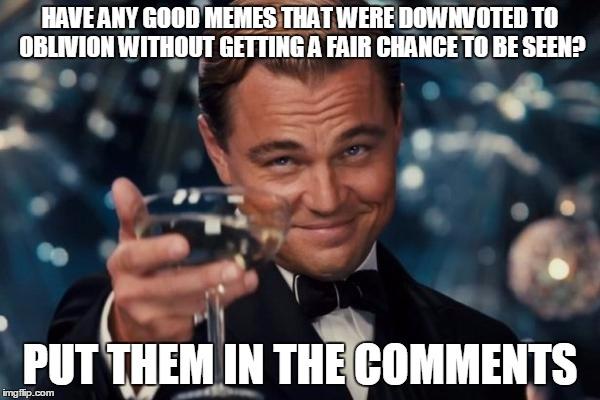 HAVE ANY GOOD MEMES THAT WERE DOWNVOTED TO
OBLIVION WITHOUT GETTING A FAIR CHANCE TO BE SEEN?
PUT THEM IN THE COMMENTS
imgflip.com